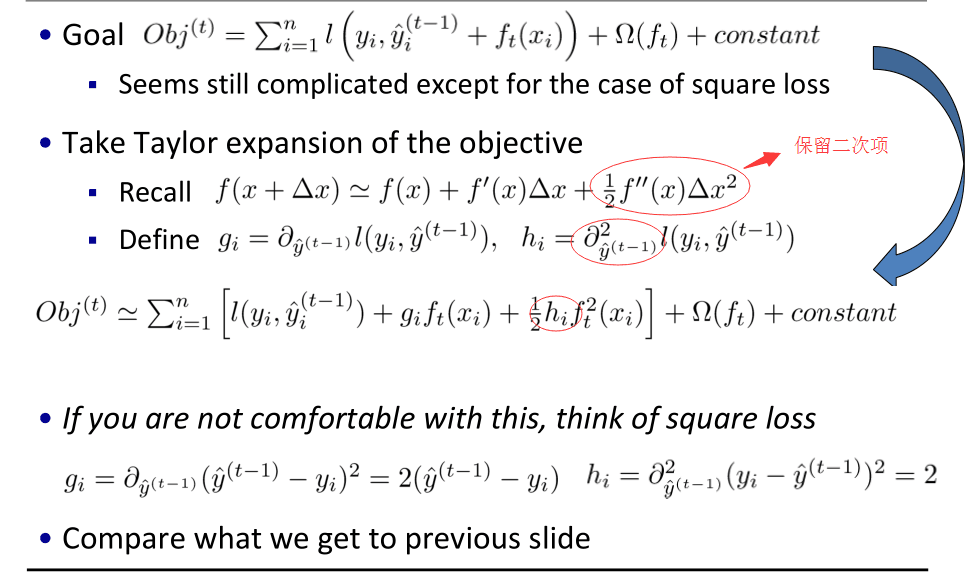 • Goal $Obj^{(t)} = \sum_{i=1}^{n} l\left(y_i, \hat{y}_i^{(t-1)} + f_t(x_i)\right) + \Omega(f_t) + constant$
▪ Seems still complicated except for the case of square loss
• Take Taylor expansion of the objective
保留二次项
▪ Recall $f(x + \Delta x) \simeq f(x) + f'(x)\Delta x + \frac{1}{2} f''(x)\Delta x^2$
▪ Define $g_i = \partial_{\hat{y}^{(t-1)}} l(y_i, \hat{y}^{(t-1)}), \ h_i = \partial^2_{\hat{y}^{(t-1)}} l(y_i, \hat{y}^{(t-1)})$
$Obj^{(t)} \simeq \sum_{i=1}^{n} \left[ l(y_i, \hat{y}_i^{(t-1)}) + g_i f_t(x_i) + \frac{1}{2} h_i f_t^2(x_i) \right] + \Omega(f_t) + constant$
• If you are not comfortable with this, think of square loss
$g_i = \partial_{\hat{y}^{(t-1)}} (\hat{y}^{(t-1)} - y_i)^2 = 2(\hat{y}^{(t-1)} - y_i) \ h_i = \partial^2_{\hat{y}^{(t-1)}} (y_i - \hat{y}^{(t-1)})^2 = 2$
• Compare what we get to previous slide